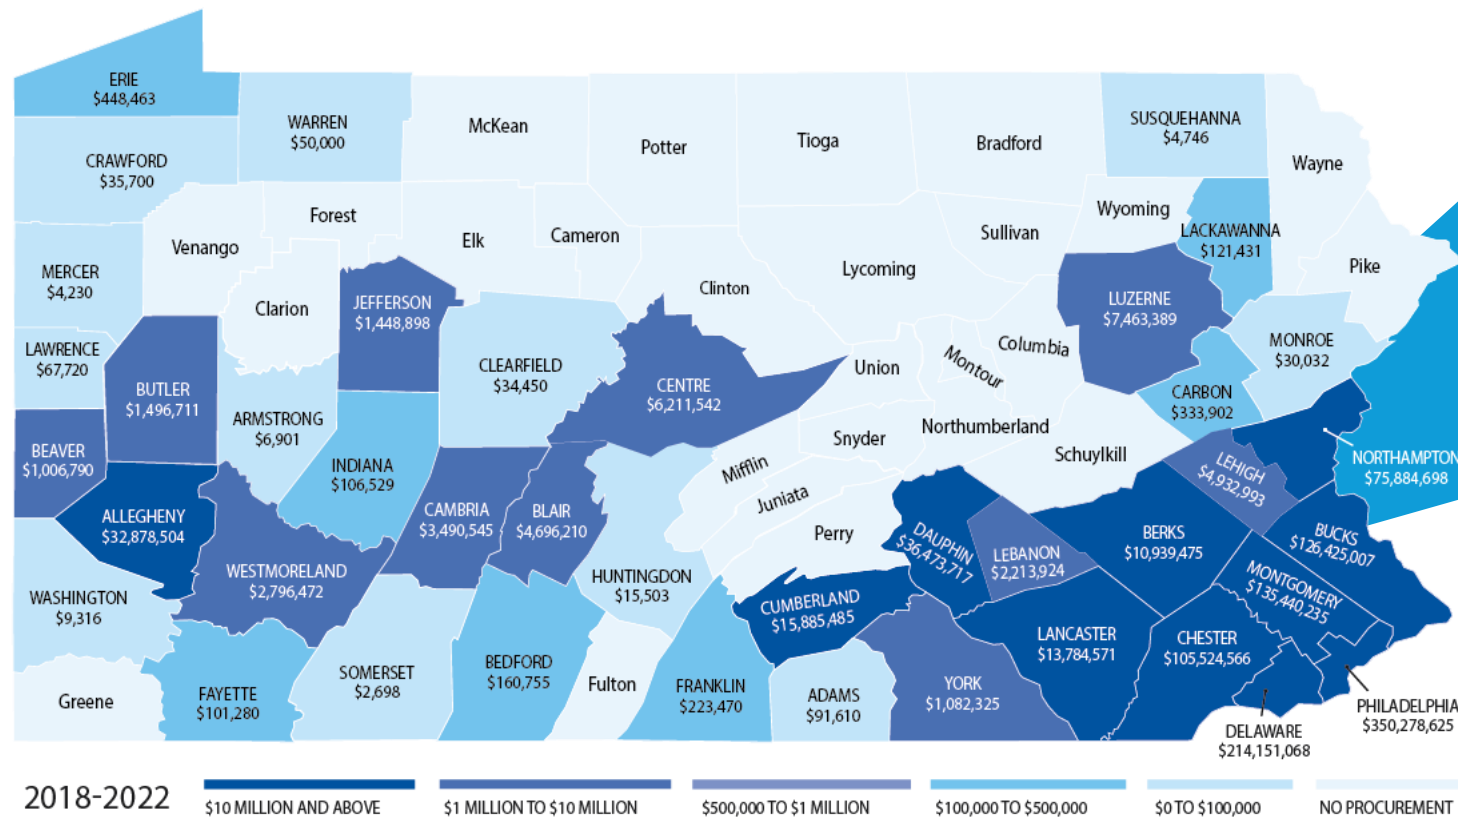 ERIE
$448,463
WARREN
$50,000
McKean
Potter
Tioga
Bradford
SUSQUEHANNA
$4,746
Wayne
CRAWFORD
$35,700
Venango
Forest
Elk
Cameron
Sullivan
Wyoming
LACKAWANNA
$121,431
Pike
MERCER
$4,230
Clarion
JEFFERSON
$1,448,898
Clinton
Lycoming
LUZERNE
$7,463,389
MONROE
$30,032
LAWRENCE
$67,720
BUTLER
$1,496,711
ARMSTRONG
$6,901
CLEARFIELD
$34,450
CENTRE
$6,211,542
Union
Montour
Columbia
CARBON
$333,902
BEAVER
$1,006,790
INDIANA
$106,529
Mifflin
Snyder
Northumberland
Schuylkill
LEHIGH
$4,932,993
NORTHAMPTON
$75,884,698
ALLEGHENY
$32,878,504
CAMBRIA
$3,490,545
BLAIR
$4,696,210
Juniata
Perry
DAUPHIN
$36,473,717
LEBANON
$2,213,924
BERKS
$10,939,475
BUCKS
$126,425,007
WASHINGTON
$9,316
WESTMORELAND
$2,796,472
HUNTINGDON
$15,503
CUMBERLAND
$15,885,485
LANCASTER
$13,784,571
CHESTER
$105,524,566
MONTGOMERY
$135,440,235
Greene
FAYETTE
$101,280
SOMERSET
$2,698
BEDFORD
$160,755
Fulton
FRANKLIN
$223,470
ADAMS
$91,610
YORK
$1,082,325
DELAWARE
$214,151,068
PHILADELPHIA
$350,278,625
2018-2022
$10 MILLION AND ABOVE
$1 MILLION TO $10 MILLION
$500,000 TO $1 MILLION
$100,000 TO $500,000
$0 TO $100,000
NO PROCUREMENT